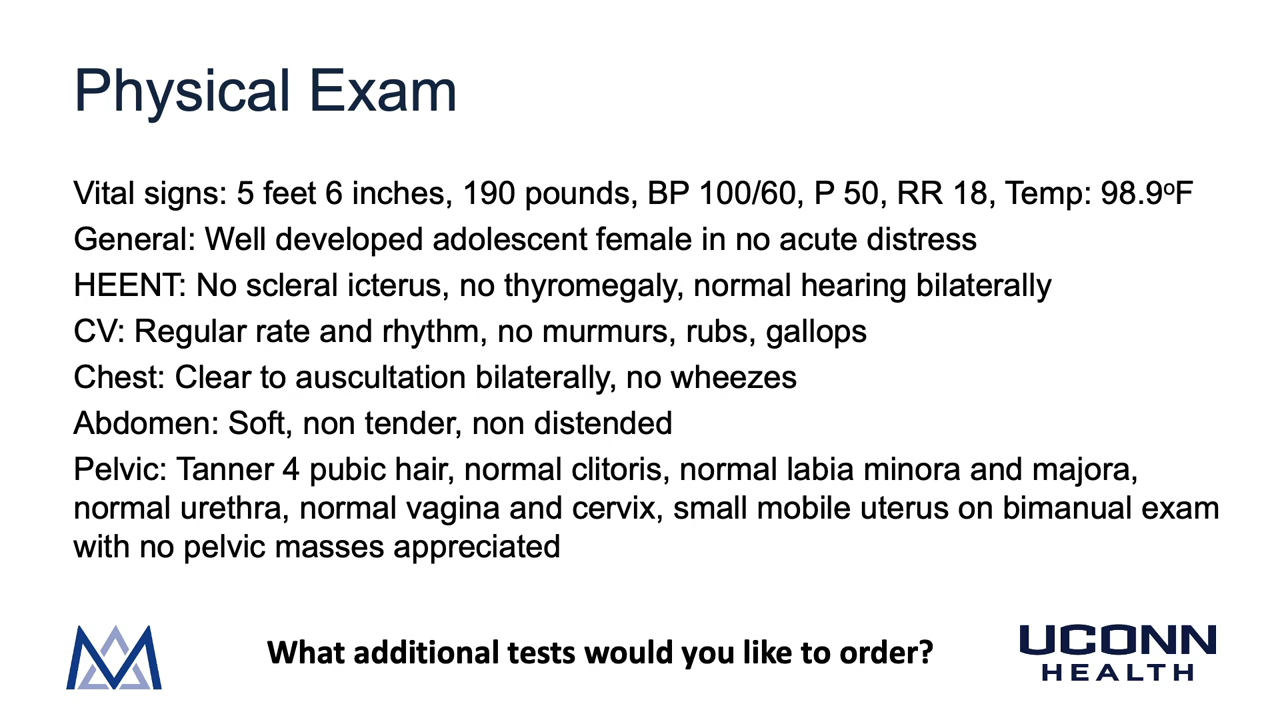 Physical Exam
Vital signs: 5 feet 6 inches, 190 pounds, BP 100/60, P 50, RR 18, Temp: 98.9ºF
General: Well developed adolescent female in no acute distress
HEENT: No scleral icterus, no thyromegaly, normal hearing bilaterally
CV: Regular rate and rhythm, no murmurs, rubs, gallops
Chest: Clear to auscultation bilaterally, no wheezes
Abdomen: Soft, non tender, non distended
Pelvic: Tanner 4 pubic hair, normal clitoris, normal labia minora and majora,
normal urethra, normal vagina and cervix, small mobile uterus on bimanual exam
with no pelvic masses appreciated
What additional tests would you like to order?
UCONN
HEALTH